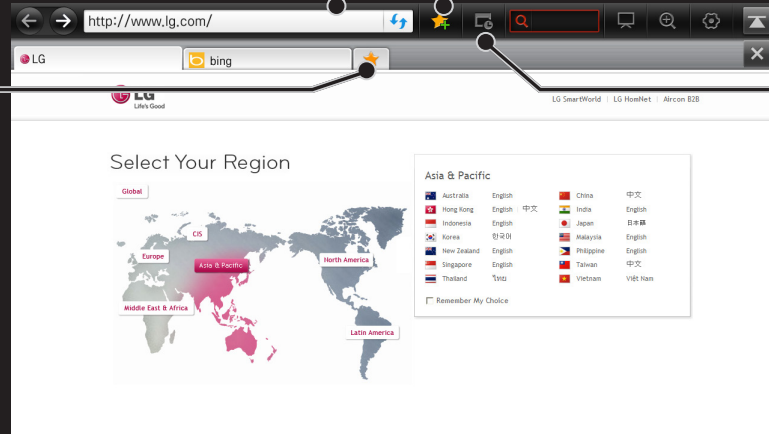 http://www.lg.com/
LG
bing
LG
Life's Good
LG SmartWorld | LG HomNet | Aircon B2B
Select Your Region
Global
CIS
Europe
Asia & Pacific
North America
Middle East & Africa
Latin America
Asia & Pacific
Australia English
China 中文
Hong Kong English 中文
India English
Indonesia English
Japan 日本語
Korea 한국어
Malaysia English
New Zealand English
Philippine English
Singapore English
Taiwan 中文
Thailand ไทย
Vietnam Việt Nam
Remember My Choice